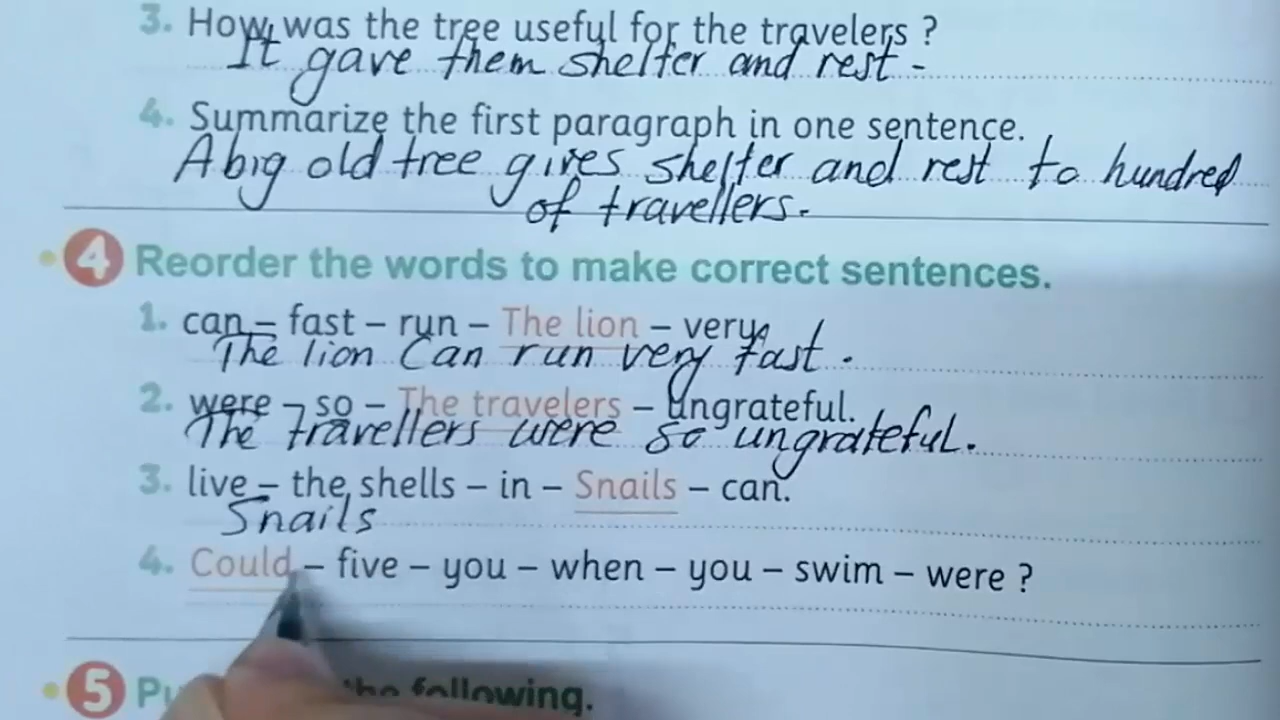 3. How was the tree useful for the travelers ?
It gave them shelter and rest -
4. Summarize the first paragraph in one sentence.
A big old tree gives shelter and rest to hundred
of travellers.
4 Reorder the words to make correct sentences.
1. can – fast – run – The lion – very.
The lion Can run very fast.
2. were – so – The travelers – ungrateful.
The travellers were so ungrateful.
3. live – the shells – in – Snails – can.
Snails
4. Could – five – you – when – you – swim – were ?
5 the following.